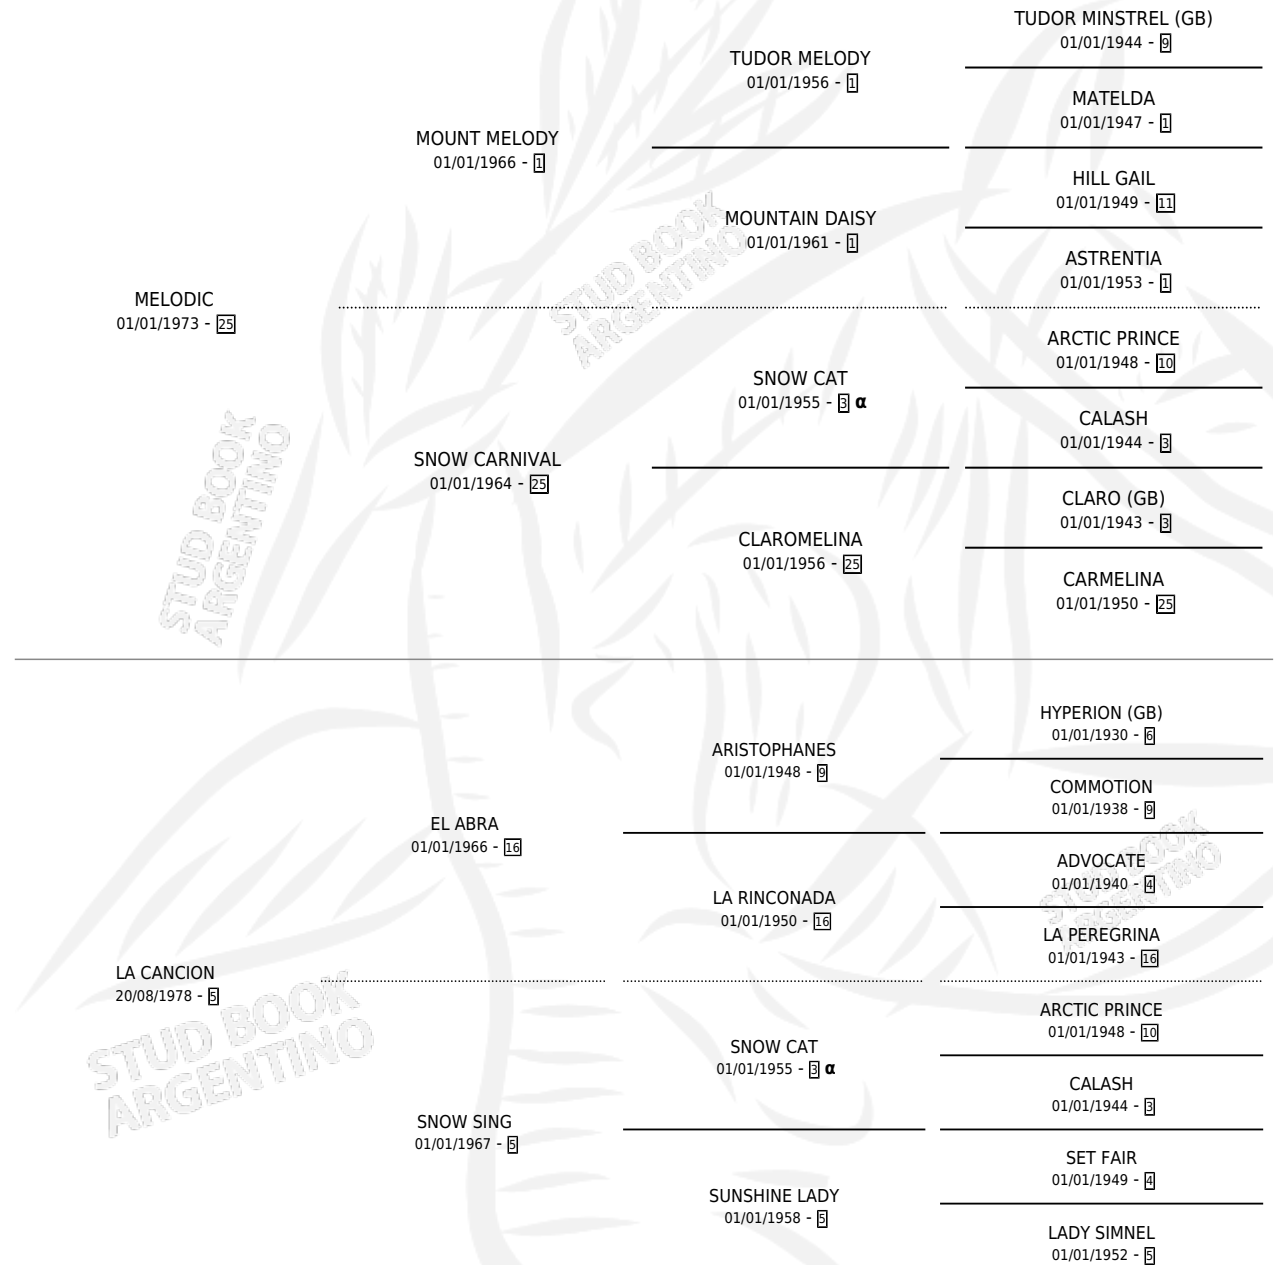 TUDOR MINSTREL (GB)
01/01/1944 - 9
TUDOR MELODY
01/01/1956 - 1
MATELDA
01/01/1947 - 1
MOUNT MELODY
01/01/1966 - 1
HILL GAIL
01/01/1949 - 11
MOUNTAIN DAISY
01/01/1961 - 1
ASTRENTIA
01/01/1953 - 1
MELODIC
01/01/1973 - 25
ARCTIC PRINCE
01/01/1948 - 10
SNOW CAT
01/01/1955 - 3 α
CALASH
01/01/1944 - 3
SNOW CARNIVAL
01/01/1964 - 25
CLARO (GB)
01/01/1943 - 3
CLAROMELINA
01/01/1956 - 25
CARMELINA
01/01/1950 - 25
HYPERION (GB)
01/01/1930 - 6
ARISTOPHANES
01/01/1948 - 9
COMMOTION
01/01/1938 - 9
EL ABRA
01/01/1966 - 16
ADVOCATE
01/01/1940 - 4
LA RINCONADA
01/01/1950 - 16
LA PEREGRINA
01/01/1943 - 16
LA CANCION
20/08/1978 - 5
ARCTIC PRINCE
01/01/1948 - 10
SNOW CAT
01/01/1955 - 3 α
CALASH
01/01/1944 - 3
SNOW SING
01/01/1967 - 5
SET FAIR
01/01/1949 - 4
SUNSHINE LADY
01/01/1958 - 5
LADY SIMNEL
01/01/1952 - 5
STUD BOOK
ARGENTINO
STUD BOOK
ARGENTINO
STUD BOOK
ARGENTINO
STUD BOOK
ARGENTINO